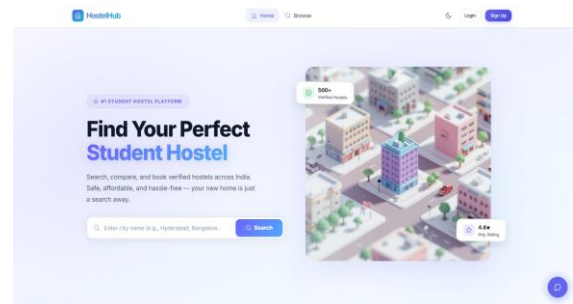 HostelHub
Home
Browse
Login
Sign Up
#1 STUDENT HOSTEL PLATFORM
Find Your Perfect
Student Hostel
Search, compare, and book verified hostels across India.
Safe, affordable, and hassle-free — your new home is just
a search away.
Enter city name (e.g., Hyderabad, Bangalore..
Search
500+
Verified Hostels
4.8★
Avg. Rating